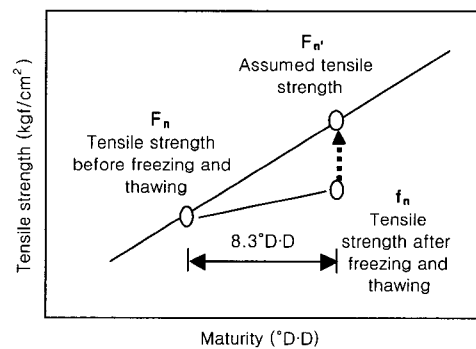 Tensile strength (kgf/cm²)
Fn'
Assumed tensile
strength
Fn
Tensile strength
before freezing and
thawing
fn
Tensile
strength after
freezing and
thawing
8.3°D·D
Maturity (°D·D)